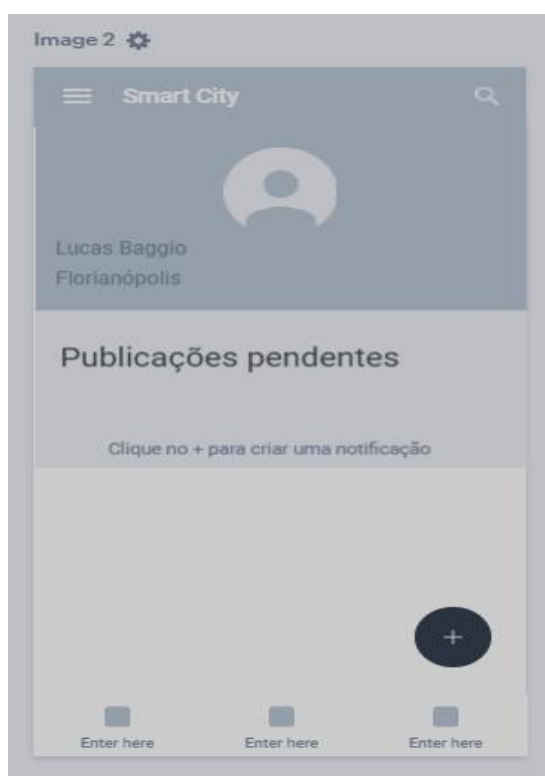 Image 2
Smart City
Lucas Baggio
Florianópolis
Publicações pendentes
Clique no + para criar uma notificação
+
Enter here Enter here Enter here